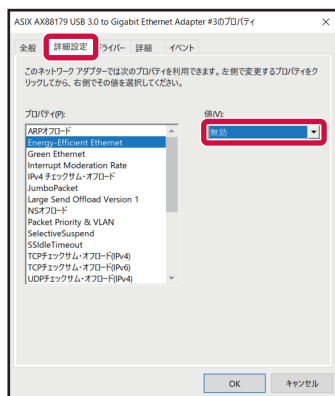 ASIX AX88179 USB 3.0 to Gigabit Ethernet Adapter #3のプロパティ
全般 詳細設定 ドライバー 詳細 イベント
このネットワーク アダプターでは次のプロパティを利用できます。左側で変更するプロパティをク
リックしてから、右側でその値を選択してください。
プロパティ(P): 値(V):
ARPオフロード 無効
Energy-Efficient Ethernet
Green Ethernet
Interrupt Moderation Rate
IPv4 チェックサム・オフロード
JumboPacket
Large Send Offload Version 1
NSオフロード
Packet Priority & VLAN
SelectiveSuspend
SSIdleTimeout
TCPチェックサム・オフロード(IPv4)
TCPチェックサム・オフロード(IPv6)
UDPチェックサム・オフロード(IPv4)
OK キャンセル